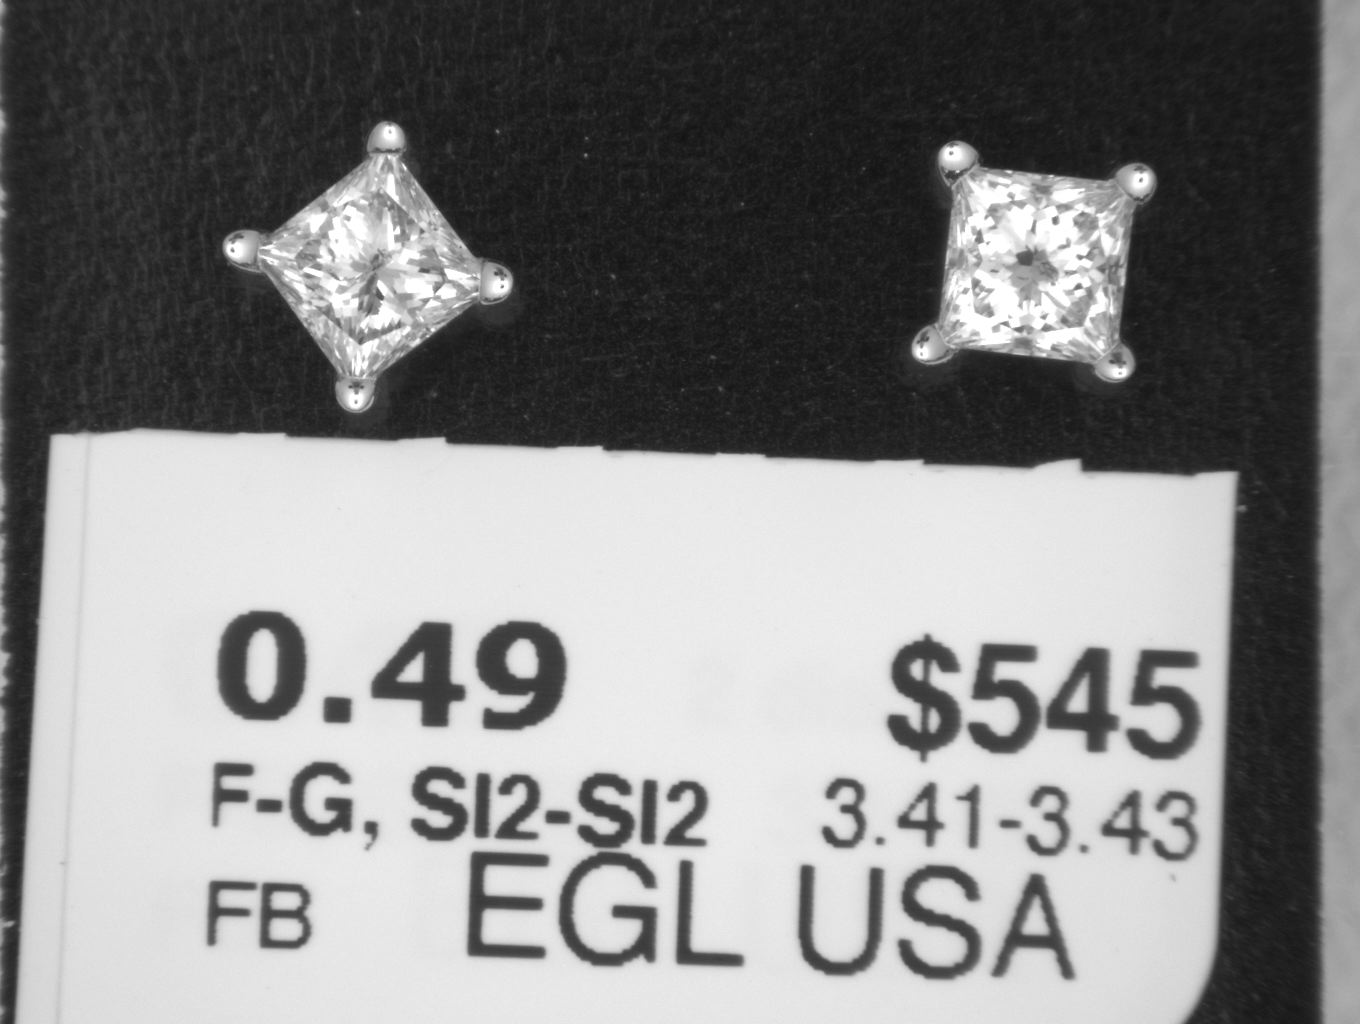 0.49 $545
F-G, SI2-SI2 3.41-3.43
FB EGL USA